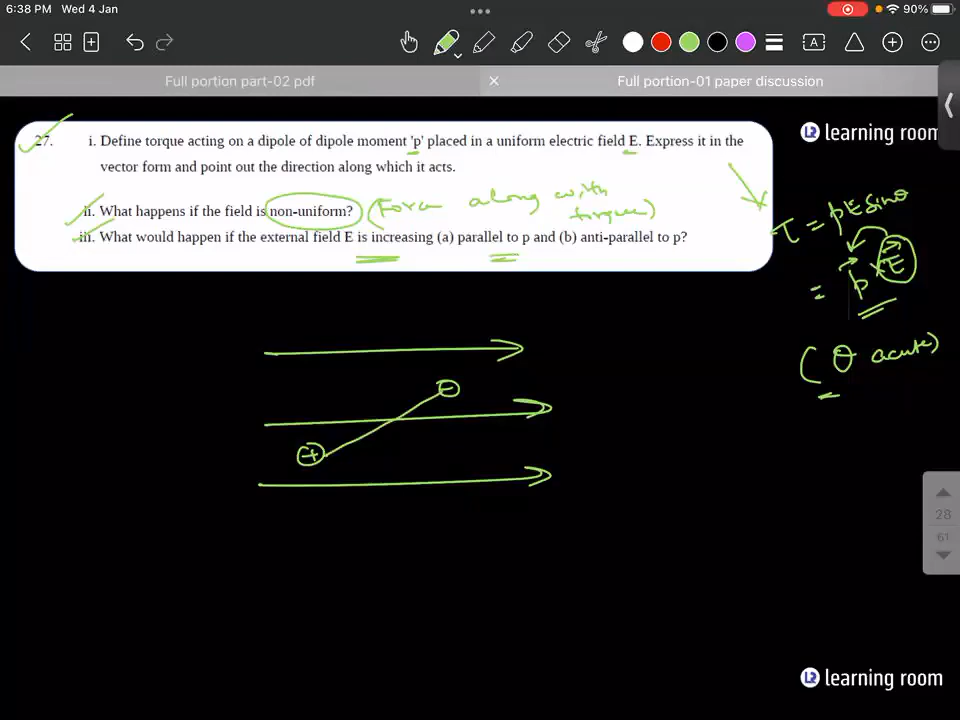 6:38 PM Wed 4 Jan
90%
A
Full portion part-02 pdf
Full portion-01 paper discussion
learning room
27. i. Define torque acting on a dipole of dipole moment 'p' placed in a uniform electric field E. Express it in the
vector form and point out the direction along which it acts.
ii. What happens if the field is non-uniform? (Force along with
torque)
iii. What would happen if the external field E is increasing (a) parallel to p and (b) anti-parallel to p?
τ = pE sinθ
= p × E
(θ acute)
−
+
28
61
learning room